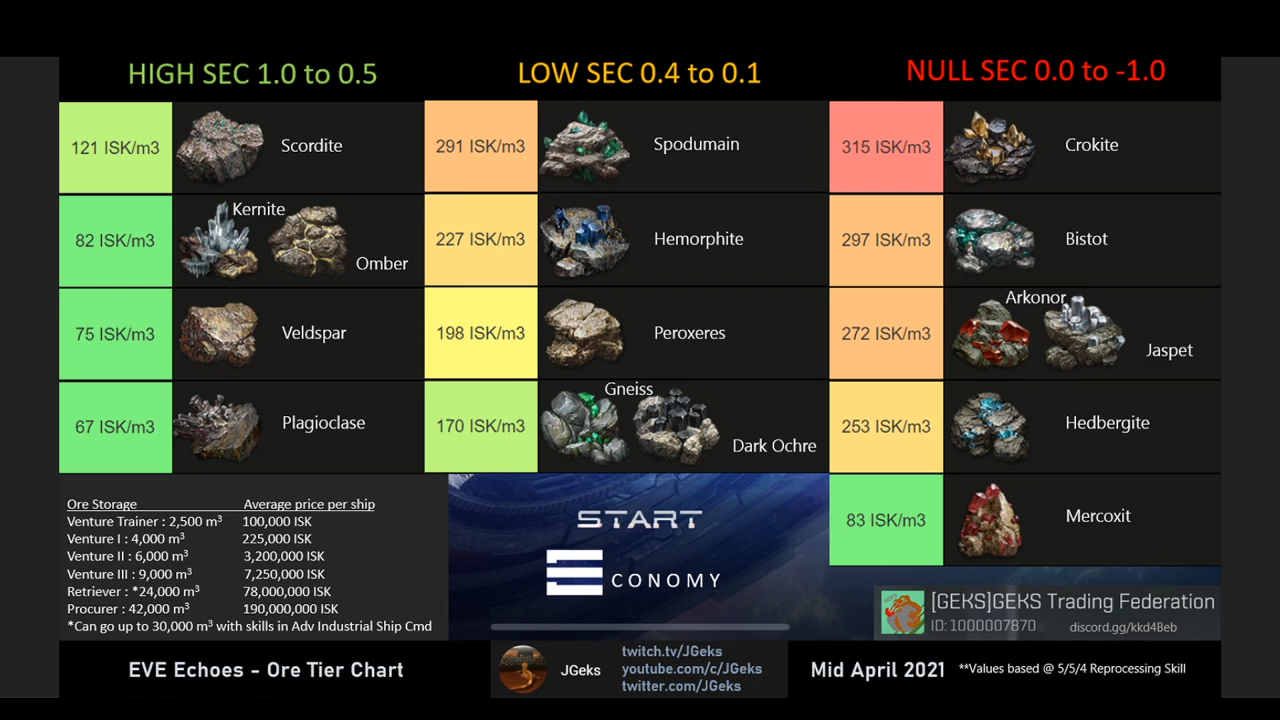 HIGH SEC 1.0 to 0.5
LOW SEC 0.4 to 0.1
NULL SEC 0.0 to -1.0
121 ISK/m3
Scordite
291 ISK/m3
Spodumain
315 ISK/m3
Crokite
82 ISK/m3
Kernite
Omber
227 ISK/m3
Hemorphite
297 ISK/m3
Bistot
75 ISK/m3
Veldspar
198 ISK/m3
Peroxeres
272 ISK/m3
Arkonor
Jaspet
67 ISK/m3
Plagioclase
170 ISK/m3
Gneiss
Dark Ochre
253 ISK/m3
Hedbergite
83 ISK/m3
Mercoxit
Ore Storage Average price per ship
Venture Trainer : 2,500 m³ 100,000 ISK
Venture I : 4,000 m³ 225,000 ISK
Venture II : 6,000 m³ 3,200,000 ISK
Venture III : 9,000 m³ 7,250,000 ISK
Retriever : *24,000 m³ 78,000,000 ISK
Procurer : 42,000 m³ 190,000,000 ISK
*Can go up to 30,000 m³ with skills in Adv Industrial Ship Cmd
START
ECONOMY
[GEKS]GEKS Trading Federation
ID: 1000007870 discord.gg/kkd4Beb
EVE Echoes - Ore Tier Chart
JGeks
twitch.tv/JGeks
youtube.com/c/JGeks
twitter.com/JGeks
Mid April 2021 **Values based @ 5/5/4 Reprocessing Skill